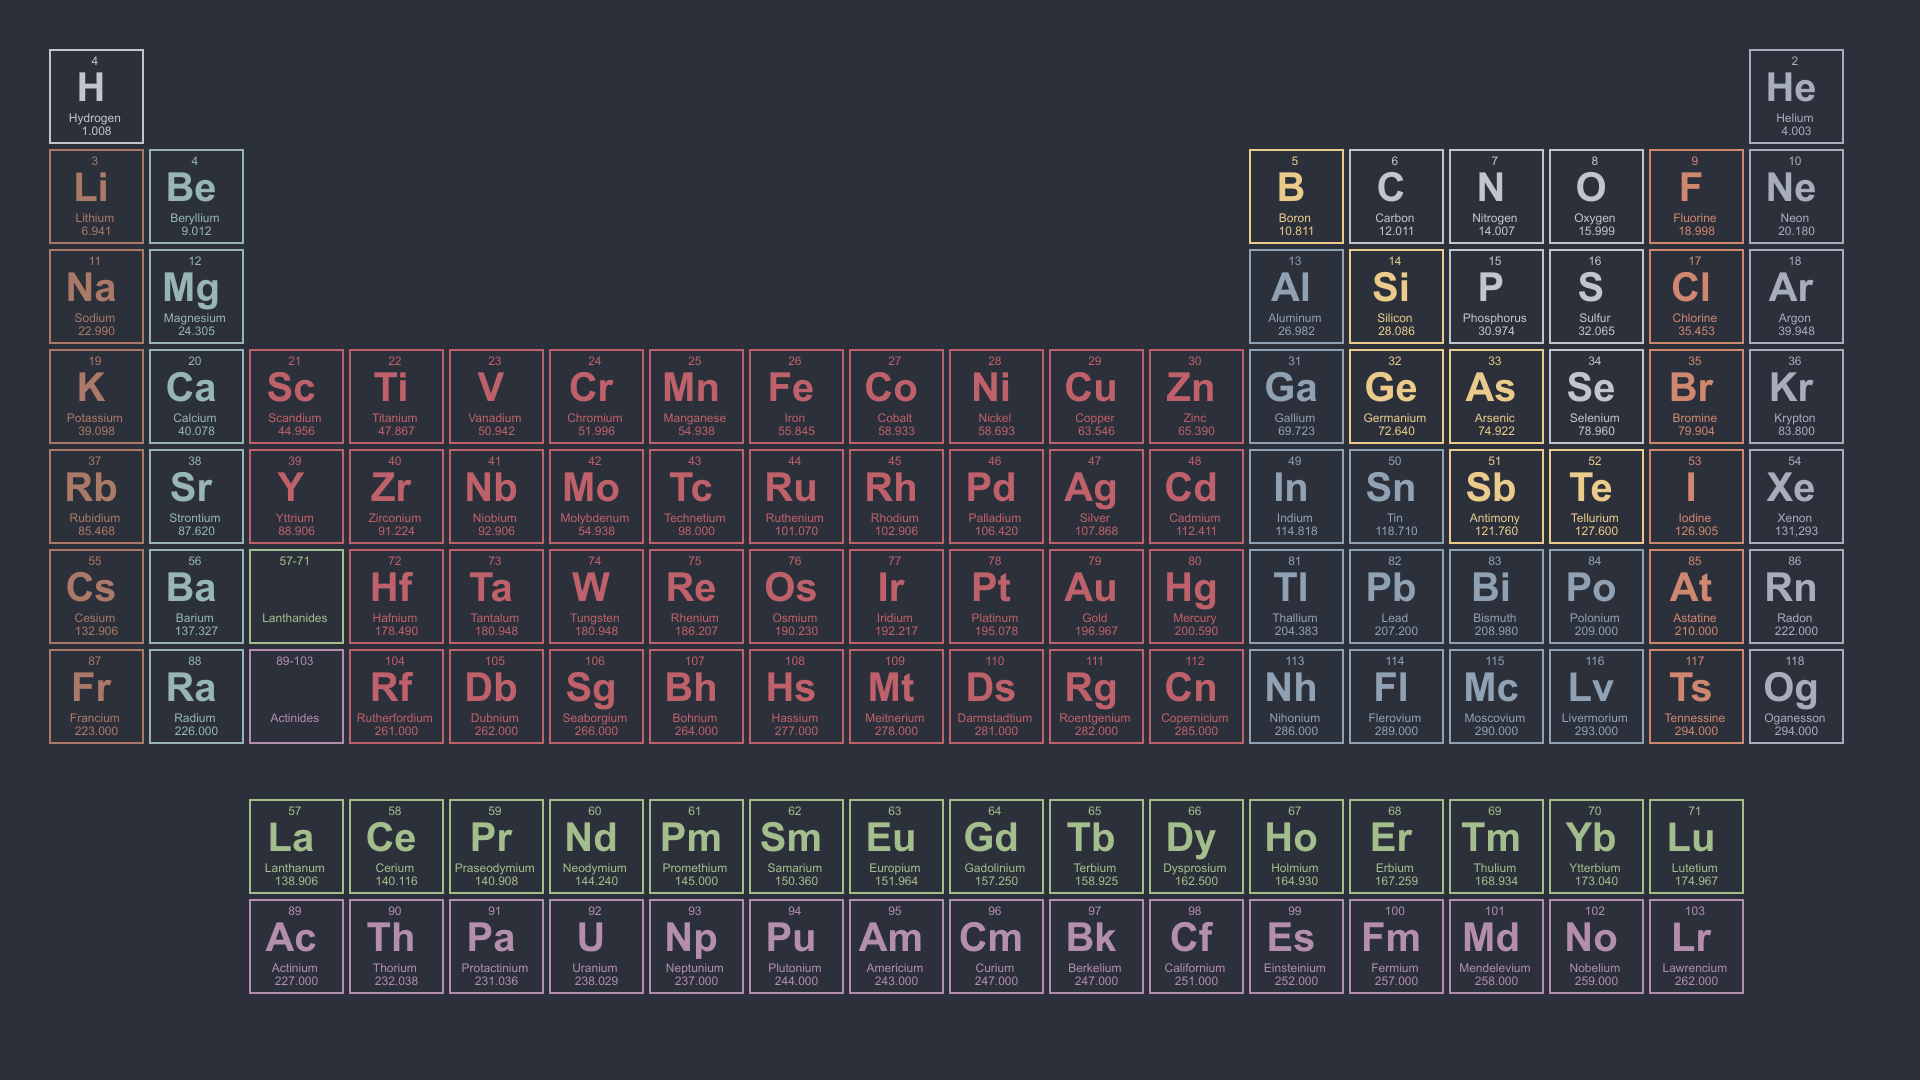 4
H
Hydrogen
1.008
2
He
Helium
4.003
3
Li
Lithium
6.941
4
Be
Beryllium
9.012
5
B
Boron
10.811
6
C
Carbon
12.011
7
N
Nitrogen
14.007
8
O
Oxygen
15.999
9
F
Fluorine
18.998
10
Ne
Neon
20.180
11
Na
Sodium
22.990
12
Mg
Magnesium
24.305
13
Al
Aluminum
26.982
14
Si
Silicon
28.086
15
P
Phosphorus
30.974
16
S
Sulfur
32.065
17
Cl
Chlorine
35.453
18
Ar
Argon
39.948
19
K
Potassium
39.098
20
Ca
Calcium
40.078
21
Sc
Scandium
44.956
22
Ti
Titanium
47.867
23
V
Vanadium
50.942
24
Cr
Chromium
51.996
25
Mn
Manganese
54.938
26
Fe
Iron
55.845
27
Co
Cobalt
58.933
28
Ni
Nickel
58.693
29
Cu
Copper
63.546
30
Zn
Zinc
65.390
31
Ga
Gallium
69.723
32
Ge
Germanium
72.640
33
As
Arsenic
74.922
34
Se
Selenium
78.960
35
Br
Bromine
79.904
36
Kr
Krypton
83.800
37
Rb
Rubidium
85.468
38
Sr
Strontium
87.620
39
Y
Yttrium
88.906
40
Zr
Zirconium
91.224
41
Nb
Niobium
92.906
42
Mo
Molybdenum
54.938
43
Tc
Technetium
98.000
44
Ru
Ruthenium
101.070
45
Rh
Rhodium
102.906
46
Pd
Palladium
106.420
47
Ag
Silver
107.868
48
Cd
Cadmium
112.411
49
In
Indium
114.818
50
Sn
Tin
118.710
51
Sb
Antimony
121.760
52
Te
Tellurium
127.600
53
I
Iodine
126.905
54
Xe
Xenon
131,293
55
Cs
Cesium
132.906
56
Ba
Barium
137.327
57-71
Lanthanides
72
Hf
Hafnium
178.490
73
Ta
Tantalum
180.948
74
W
Tungsten
180.948
75
Re
Rhenium
186.207
76
Os
Osmium
190.230
77
Ir
Iridium
192.217
78
Pt
Platinum
195.078
79
Au
Gold
196.967
80
Hg
Mercury
200.590
81
Tl
Thallium
204.383
82
Pb
Lead
207.200
83
Bi
Bismuth
208.980
84
Po
Polonium
209.000
85
At
Astatine
210.000
86
Rn
Radon
222.000
87
Fr
Francium
223.000
88
Ra
Radium
226.000
89-103
Actinides
104
Rf
Rutherfordium
261.000
105
Db
Dubnium
262.000
106
Sg
Seaborgium
266.000
107
Bh
Bohrium
264.000
108
Hs
Hassium
277.000
109
Mt
Meitnerium
278.000
110
Ds
Darmstadtium
281.000
111
Rg
Roentgenium
282.000
112
Cn
Copernicium
285.000
113
Nh
Nihonium
286.000
114
Fl
Flerovium
289.000
115
Mc
Moscovium
290.000
116
Lv
Livermorium
293.000
117
Ts
Tennessine
294.000
118
Og
Oganesson
294.000
57
La
Lanthanum
138.906
58
Ce
Cerium
140.116
59
Pr
Praseodymium
140.908
60
Nd
Neodymium
144.240
61
Pm
Promethium
145.000
62
Sm
Samarium
150.360
63
Eu
Europium
151.964
64
Gd
Gadolinium
157.250
65
Tb
Terbium
158.925
66
Dy
Dysprosium
162.500
67
Ho
Holmium
164.930
68
Er
Erbium
167.259
69
Tm
Thulium
168.934
70
Yb
Ytterbium
173.040
71
Lu
Lutetium
174.967
89
Ac
Actinium
227.000
90
Th
Thorium
232.038
91
Pa
Protactinium
231.036
92
U
Uranium
238.029
93
Np
Neptunium
237.000
94
Pu
Plutonium
244.000
95
Am
Americium
243.000
96
Cm
Curium
247.000
97
Bk
Berkelium
247.000
98
Cf
Californium
251.000
99
Es
Einsteinium
252.000
100
Fm
Fermium
257.000
101
Md
Mendelevium
258.000
102
No
Nobelium
259.000
103
Lr
Lawrencium
262.000